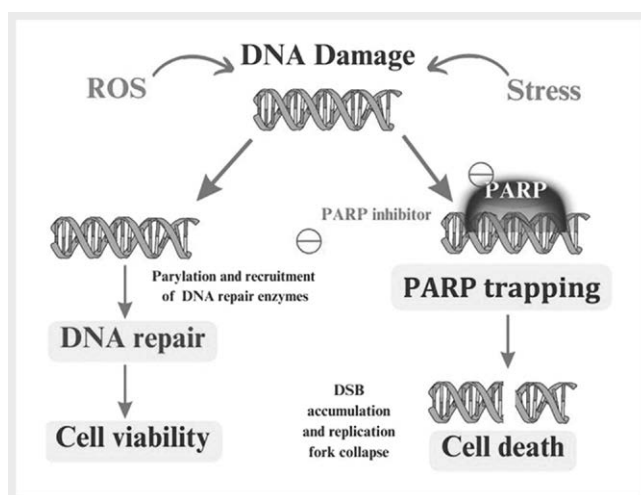 DNA Damage
ROS
Stress
PARP
PARP inhibitor
Parylation and recruitment
of DNA repair enzymes
PARP trapping
DNA repair
DSB
accumulation
and replication
fork collapse
Cell viability
Cell death